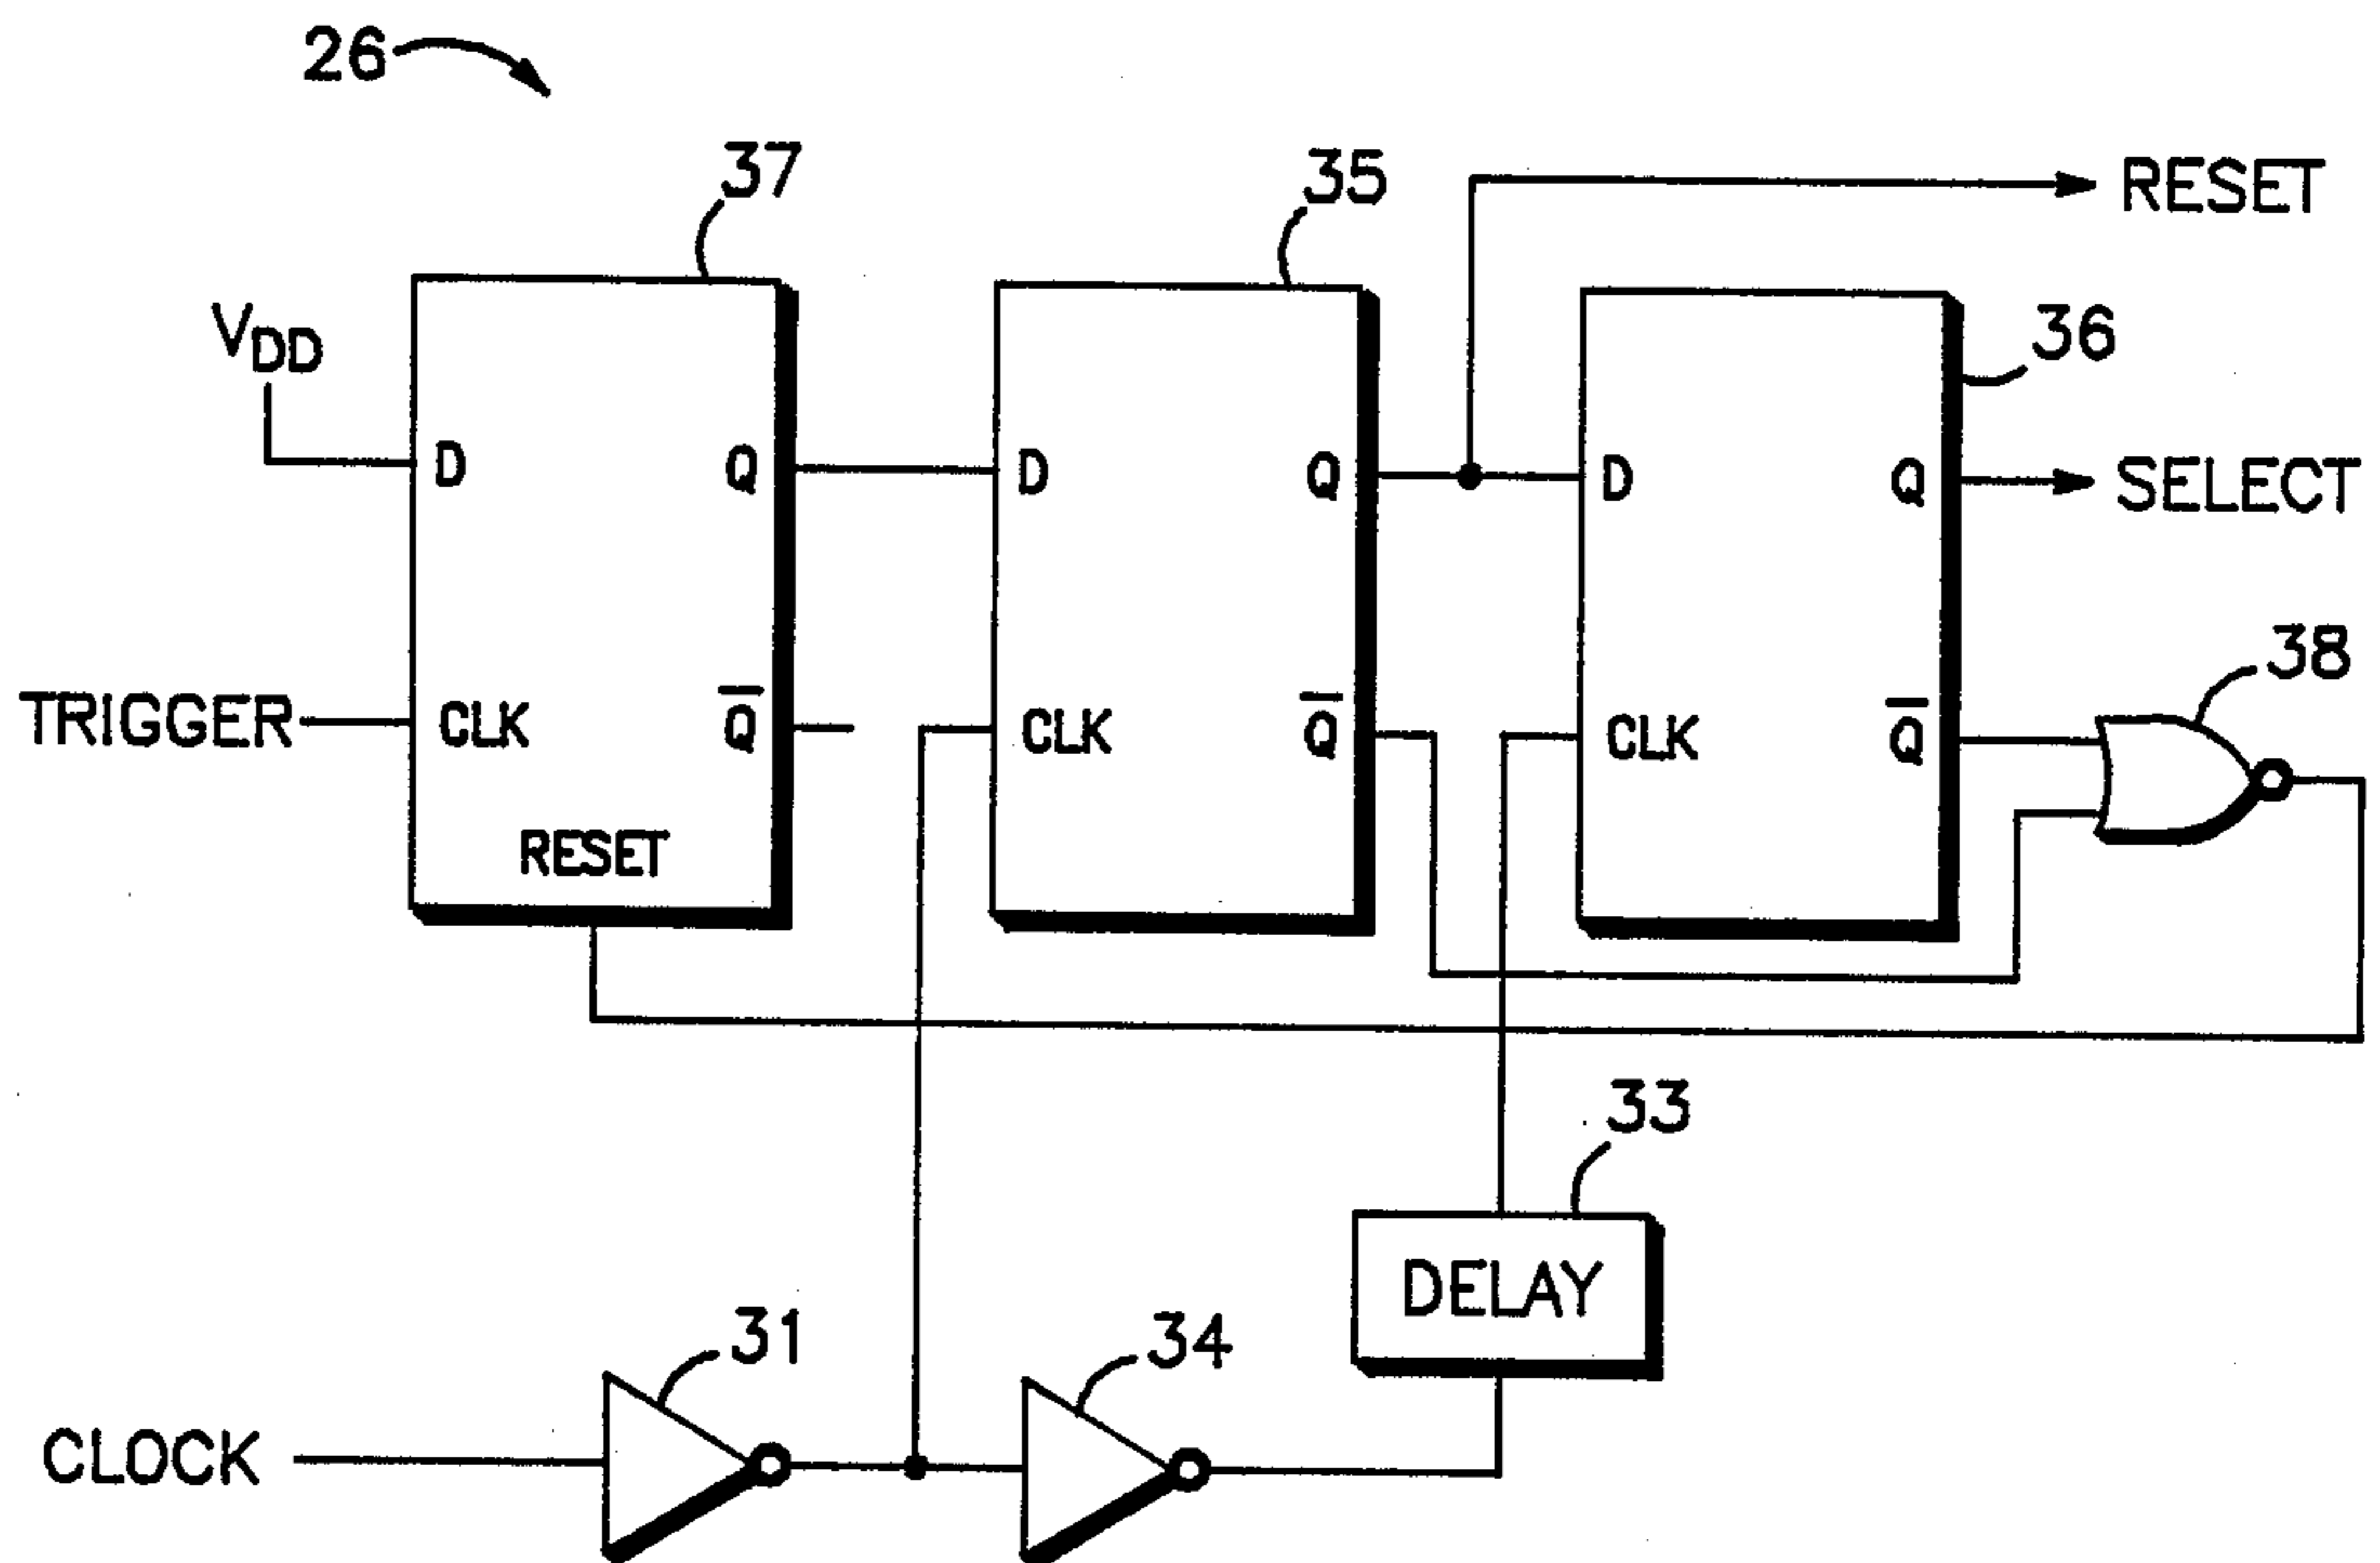 26
37
35
RESET
VDD
36
D
Q
D
Q
D
Q
SELECT
38
TRIGGER
CLK
Q̅
CLK
Q̅
CLK
Q̅
RESET
33
DELAY
31
34
CLOCK